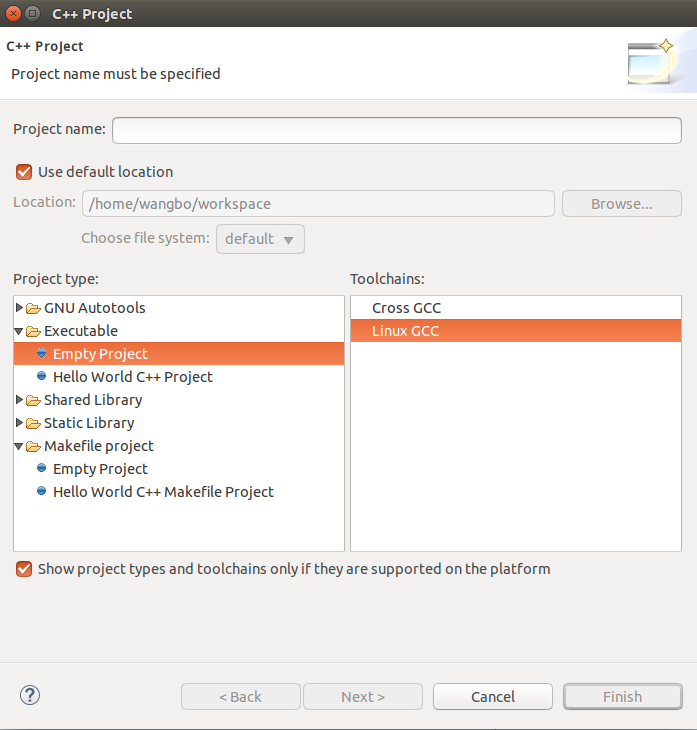 C++ Project
C++ Project
Project name must be specified
Project name:
Use default location
Location: /home/wangbo/workspace Browse...
Choose file system: default
Project type: Toolchains:
GNU Autotools Cross GCC
Executable Linux GCC
Empty Project
Hello World C++ Project
Shared Library
Static Library
Makefile project
Empty Project
Hello World C++ Makefile Project
Show project types and toolchains only if they are supported on the platform
? < Back Next > Cancel Finish